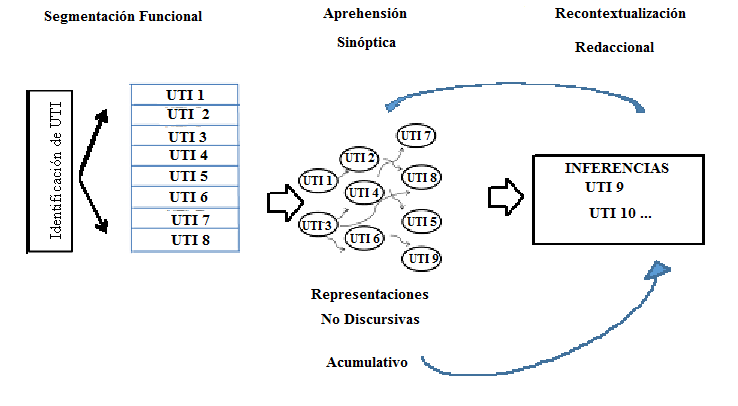 Segmentación Funcional
Aprehensión
Sinóptica
Recontextualización
Redaccional
Identificación de UTI
UTI 1
UTI 2
UTI 3
UTI 4
UTI 5
UTI 6
UTI 7
UTI 8
UTI 7
UTI 2
UTI 1
UTI 8
UTI 4
UTI 3
UTI 5
UTI 6
UTI 9
Representaciones
No Discursivas
Acumulativo
INFERENCIAS
UTI 9
UTI 10 ...